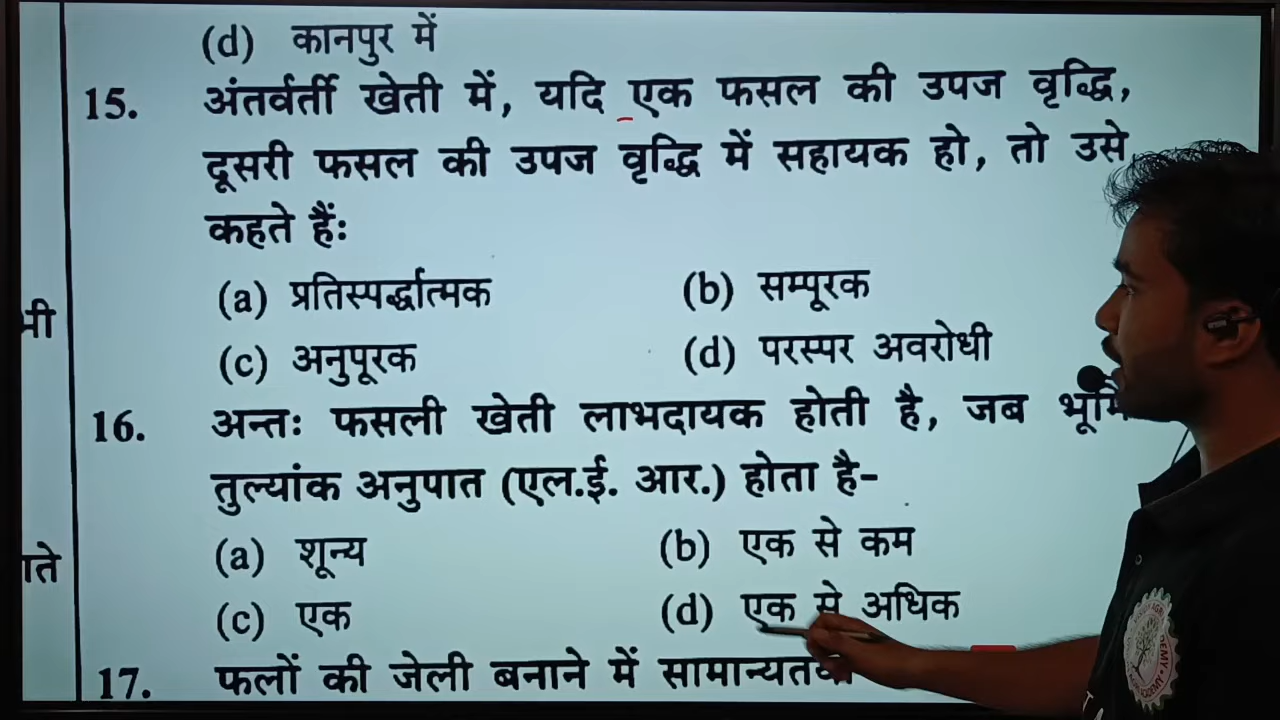 (d) कानपुर में
15. अंतर्वर्ती खेती में, यदि एक फसल की उपज वृद्धि,
दूसरी फसल की उपज वृद्धि में सहायक हो, तो उसे
कहते हैंः
(a) प्रतिस्पर्द्धात्मक (b) सम्पूरक
(c) अनुपूरक (d) परस्पर अवरोधी
16. अन्तः फसली खेती लाभदायक होती है, जब
तुल्यांक अनुपात (एल.ई. आर.) होता है-
(a) शून्य (b) एक से कम
(c) एक (d) एक से अधिक
17. फलों की जेली बनाने में